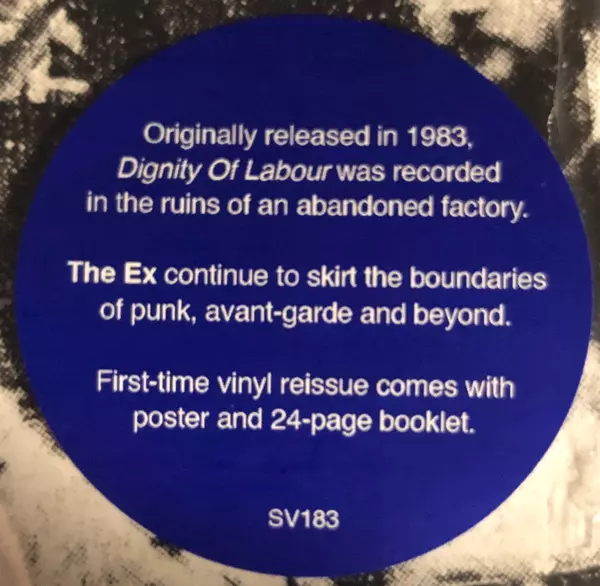 Originally released in 1983,
Dignity Of Labour was recorded
in the ruins of an abandoned factory.
The Ex continue to skirt the boundaries
of punk, avant-garde and beyond.
First-time vinyl reissue comes with
poster and 24-page booklet.
SV183